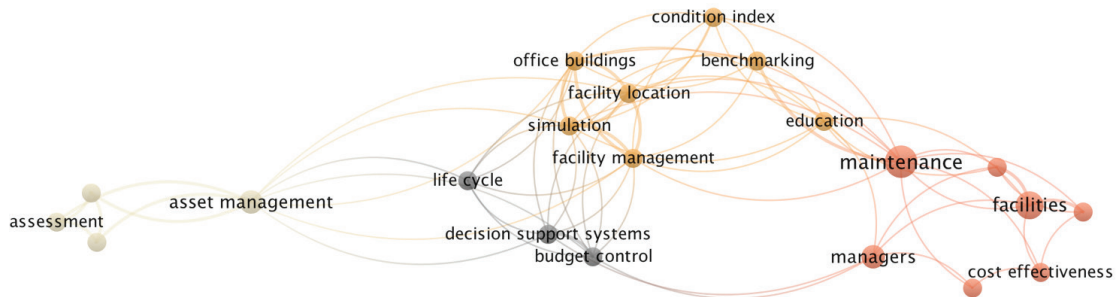 condition index
office buildings
benchmarking
facility location
simulation
education
facility management
maintenance
life cycle
asset management
facilities
assessment
decision support systems
budget control
managers
cost effectiveness